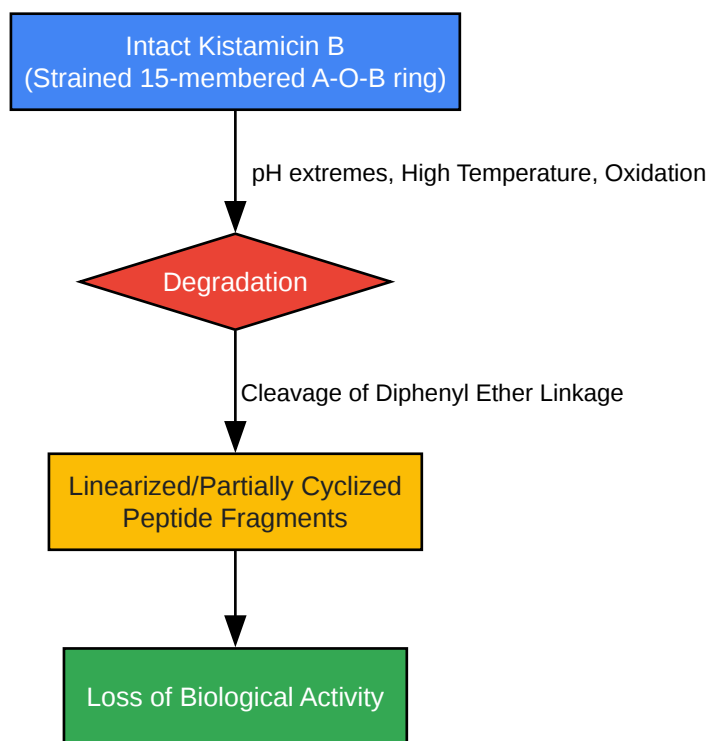 Intact Kistamicin B
(Strained 15-membered A-O-B ring)
pH extremes, High Temperature, Oxidation
Degradation
Cleavage of Diphenyl Ether Linkage
Linearized/Partially Cyclized
Peptide Fragments
Loss of Biological Activity